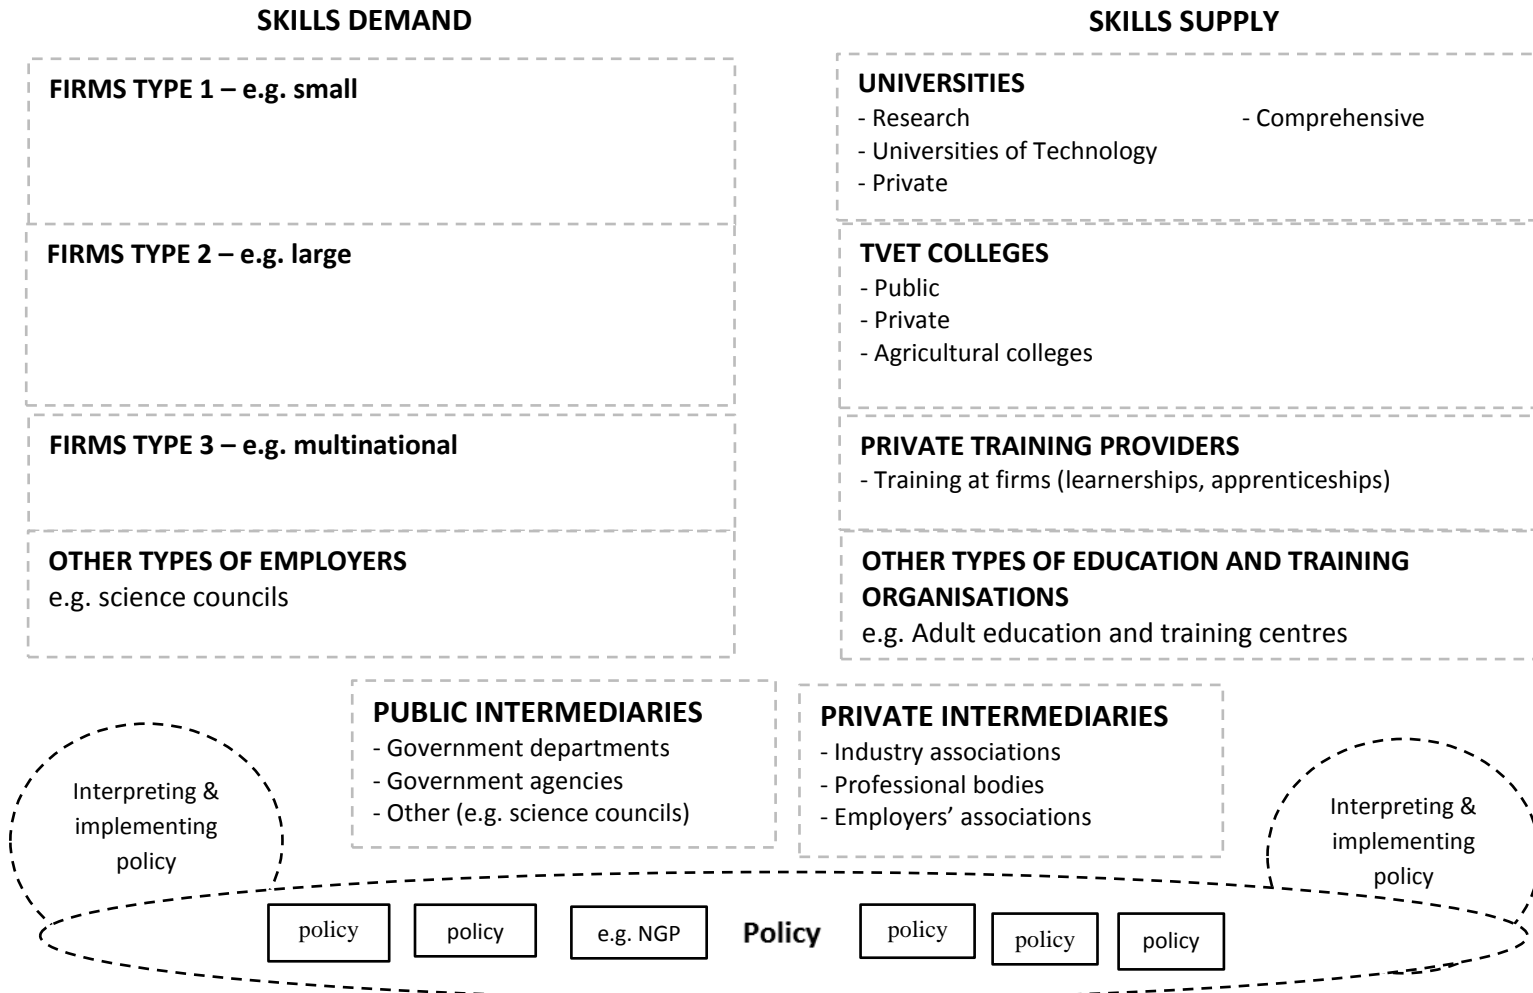 SKILLS DEMAND
SKILLS SUPPLY
FIRMS TYPE 1 – e.g. small
FIRMS TYPE 2 – e.g. large
FIRMS TYPE 3 – e.g. multinational
OTHER TYPES OF EMPLOYERS
e.g. science councils
UNIVERSITIES
- Research
- Comprehensive
- Universities of Technology
- Private
TVET COLLEGES
- Public
- Private
- Agricultural colleges
PRIVATE TRAINING PROVIDERS
- Training at firms (learnerships, apprenticeships)
OTHER TYPES OF EDUCATION AND TRAINING
ORGANISATIONS
e.g. Adult education and training centres
PUBLIC INTERMEDIARIES
- Government departments
- Government agencies
- Other (e.g. science councils)
PRIVATE INTERMEDIARIES
- Industry associations
- Professional bodies
- Employers’ associations
Interpreting &
implementing
policy
Interpreting &
implementing
policy
policy
policy
e.g. NGP
Policy
policy
policy
policy